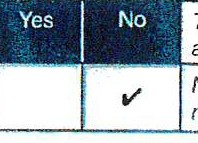 Yes No
✓